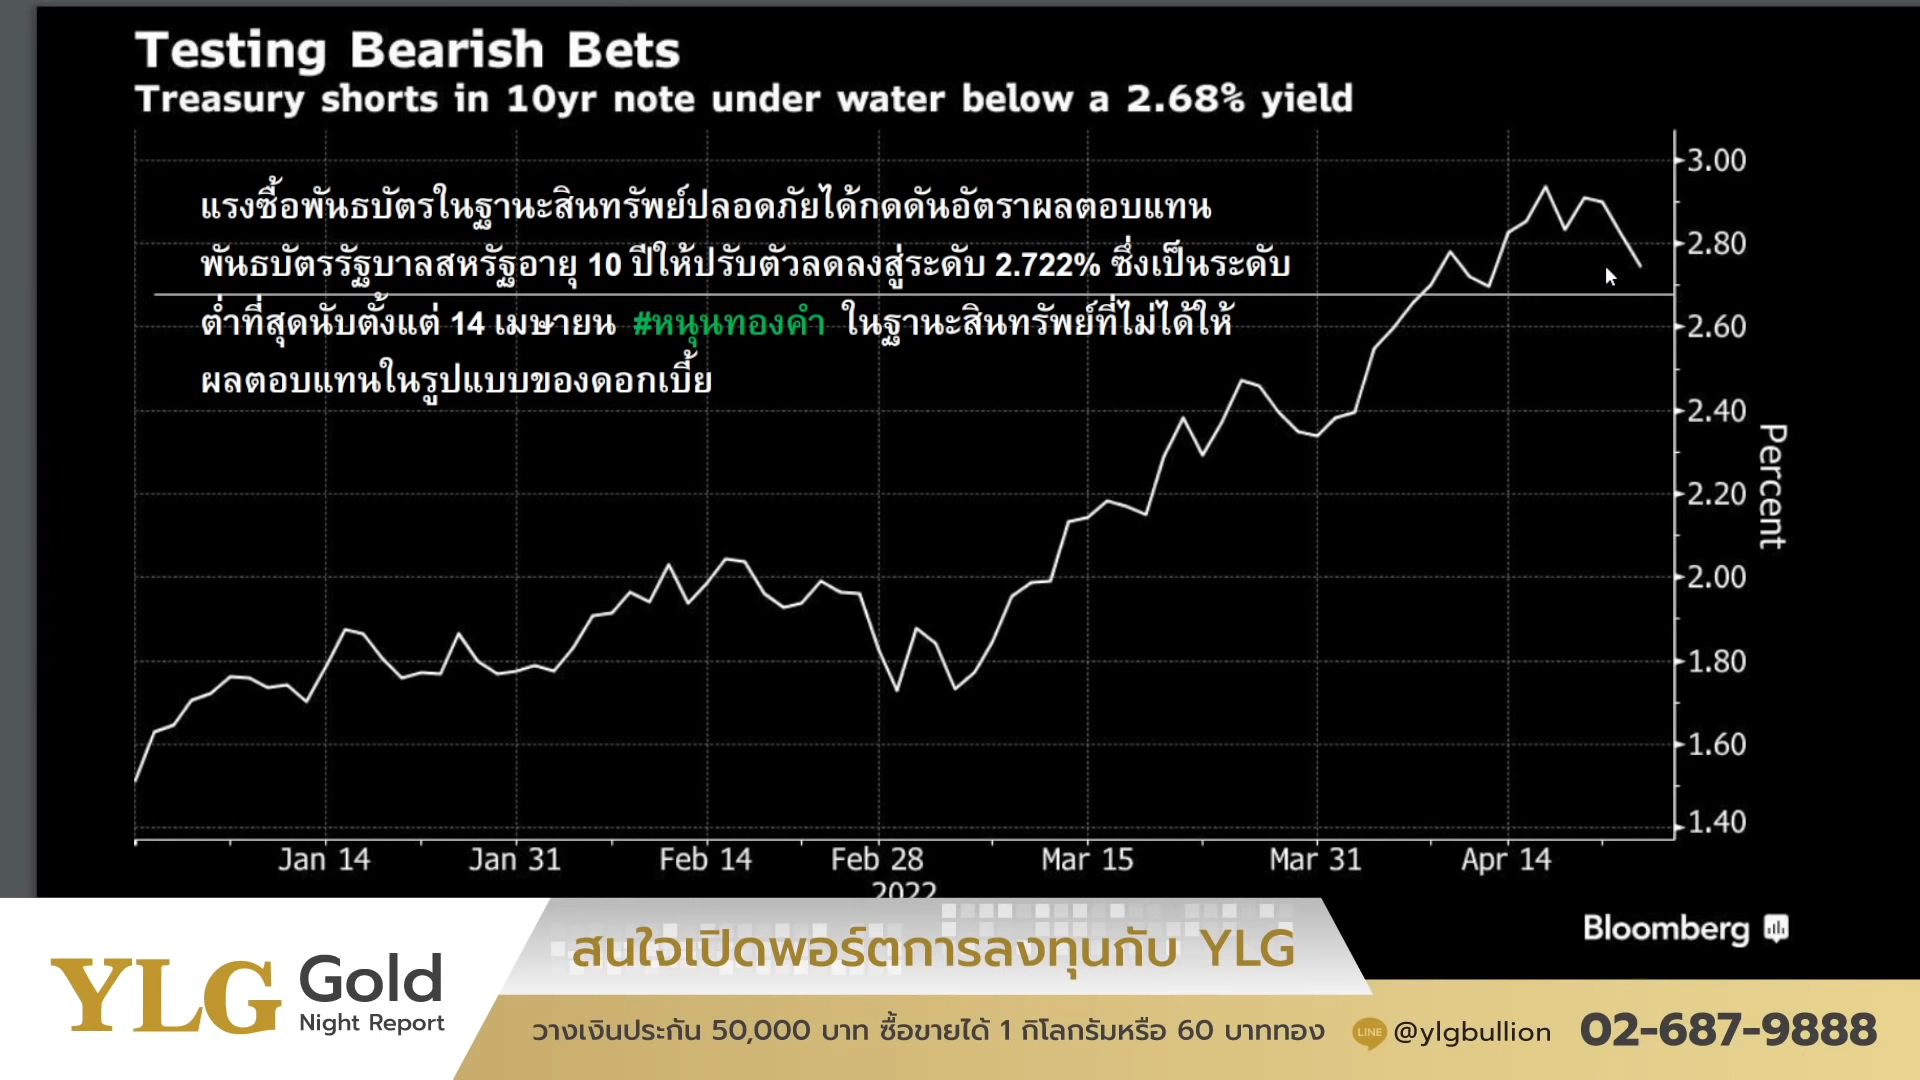 Testing Bearish Bets
Treasury shorts in 10yr note under water below a 2.68% yield
แรงซื้อพันธบัตรในฐานะสินทรัพย์ปลอดภัยได้กดดันอัตราผลตอบแทน
พันธบัตรรัฐบาลสหรัฐอายุ 10 ปีให้ปรับตัวลดลงสู่ระดับ 2.722% ซึ่งเป็นระดับ
ต่ำที่สุดนับตั้งแต่ 14 เมษายน #หนุนทองคำ ในฐานะสินทรัพย์ที่ไม่ได้ให้
ผลตอบแทนในรูปแบบของดอกเบี้ย
3.00
2.80
2.60
2.40
2.20
2.00
1.80
1.60
1.40
Percent
Jan 14 Jan 31 Feb 14 Feb 28 Mar 15 Mar 31 Apr 14
2022
Bloomberg
YLG Gold
Night Report
สนใจเปิดพอร์ตการลงทุนกับ YLG
วางเงินประกัน 50,000 บาท ซื้อขายได้ 1 กิโลกรัมหรือ 60 บาททอง
LINE @ylgbullion 02-687-9888